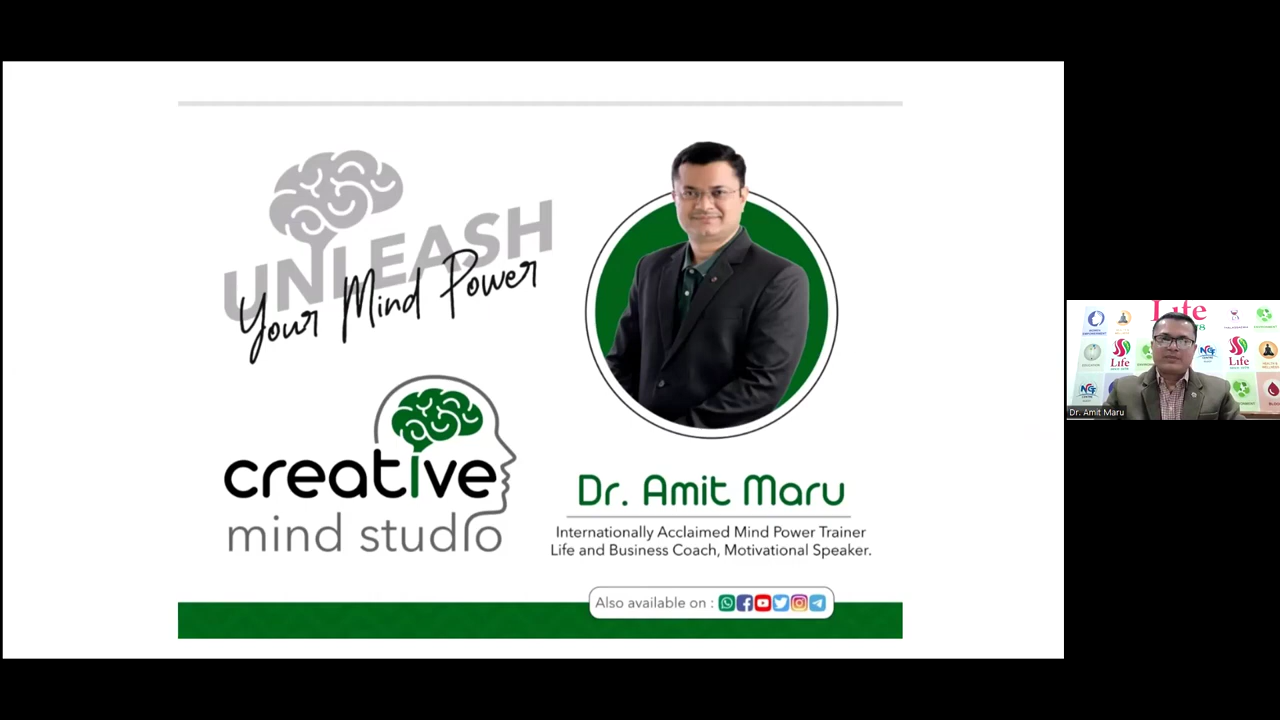 UNLEASH
Your Mind Power
creative
mind studio
Dr. Amit Maru
Internationally Acclaimed Mind Power Trainer
Life and Business Coach, Motivational Speaker.
Also available on :
Life
Life
Life
Dr. Amit Maru